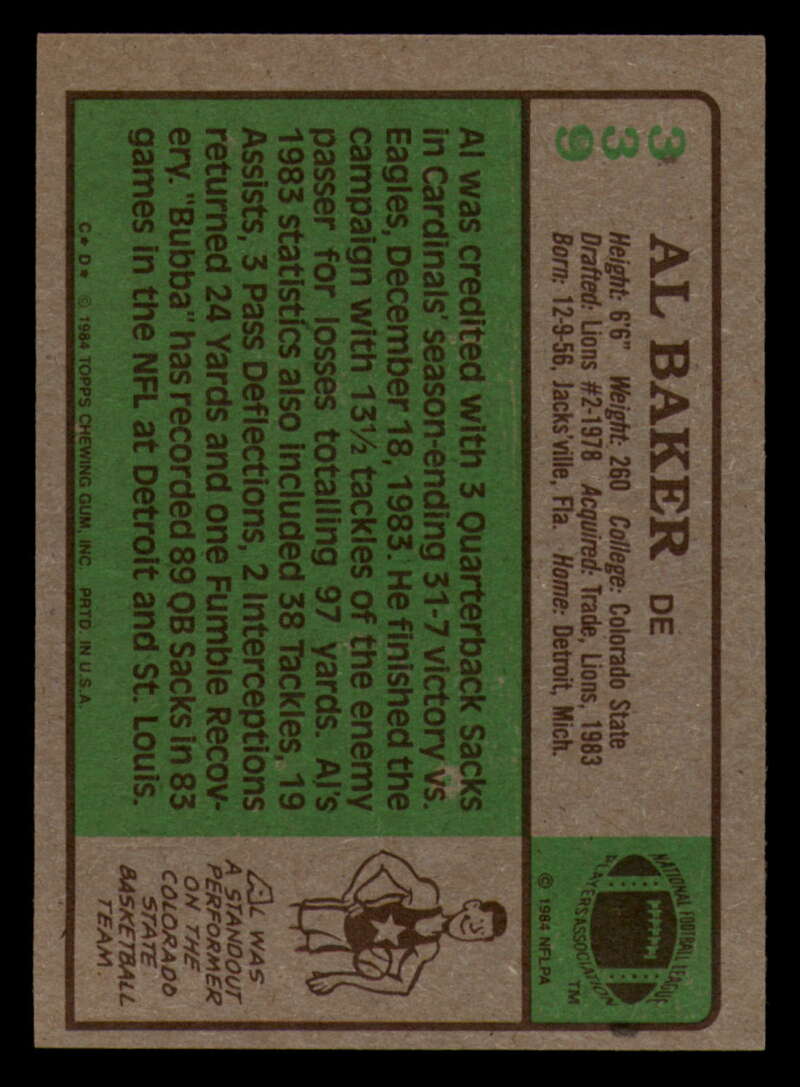 339
AL BAKER DE
Height: 6'6" Weight: 260 College: Colorado State
Drafted: Lions #2-1978 Acquired: Trade, Lions, 1983
Born: 12-9-56, Jacks'ville, Fla. Home: Detroit, Mich.
NATIONAL FOOTBALL LEAGUE
PLAYERS ASSOCIATION
TM
© 1984 NFLPA
Al was credited with 3 Quarterback Sacks
in Cardinals' season-ending 31-7 victory vs.
Eagles, December 18, 1983. He finished the
campaign with 13½ tackles of the enemy
passer for losses totalling 97 yards. Al's
1983 statistics also included 38 Tackles, 19
Assists, 3 Pass Deflections, 2 Interceptions
returned 24 Yards and one Fumble Recov-
ery. "Bubba" has recorded 89 QB Sacks in 83
games in the NFL at Detroit and St. Louis.
C* D* © 1984 TOPPS CHEWING GUM, INC. PRTD. IN U.S.A.
AL WAS
A STANDOUT
PERFORMER
ON THE
COLORADO
STATE
BASKETBALL
TEAM.